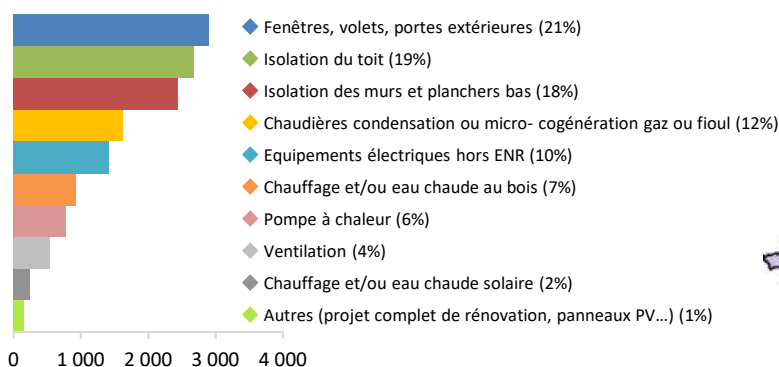 Fenêtres, volets, portes extérieures (21%)
Isolation du toit (19%)
Isolation des murs et planchers bas (18%)
Chaudières condensation ou micro- cogénération gaz ou fioul (12%)
Equipements électriques hors ENR (10%)
Chauffage et/ou eau chaude au bois (7%)
Pompe à chaleur (6%)
Ventilation (4%)
Chauffage et/ou eau chaude solaire (2%)
Autres (projet complet de rénovation, panneaux PV...) (1%)
0 1 000 2 000 3 000 4 000